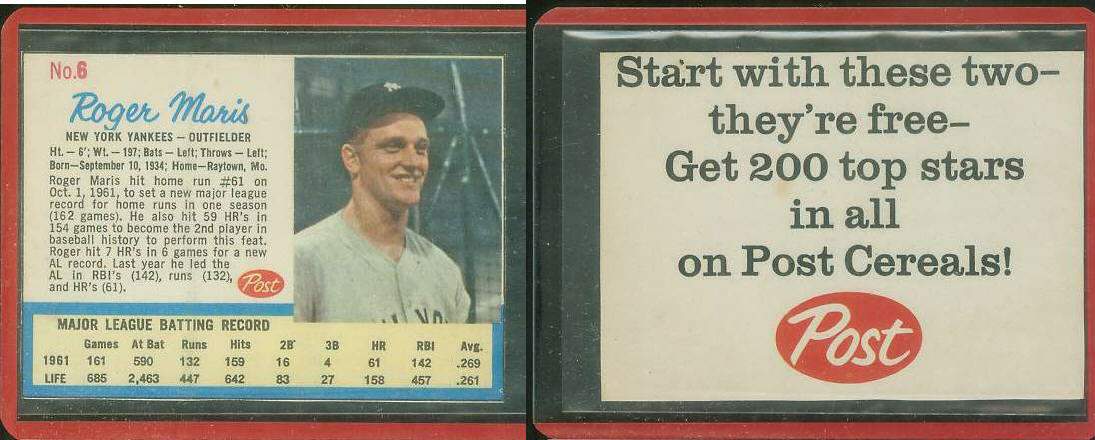 No.6
Roger Maris
NEW YORK YANKEES — OUTFIELDER
Ht. — 6'; Wt. — 197; Bats — Left; Throws — Left;
Born—September 10, 1934; Home—Raytown, Mo.
Roger Maris hit home run #61 on
Oct. 1, 1961, to set a new major league
record for home runs in one season
(162 games). He also hit 59 HR's in
154 games to become the 2nd player in
baseball history to perform this feat.
Roger hit 7 HR's in 6 games for a new
AL record. Last year he led the
AL in RBI's (142), runs (132),
and HR's (61).
Post
MAJOR LEAGUE BATTING RECORD
Games At Bat Runs Hits 2B 3B HR RBI Avg.
1961 161 590 132 159 16 4 61 142 .269
LIFE 685 2,463 447 642 83 27 158 457 .261
Start with these two–
they're free–
Get 200 top stars
in all
on Post Cereals!
Post